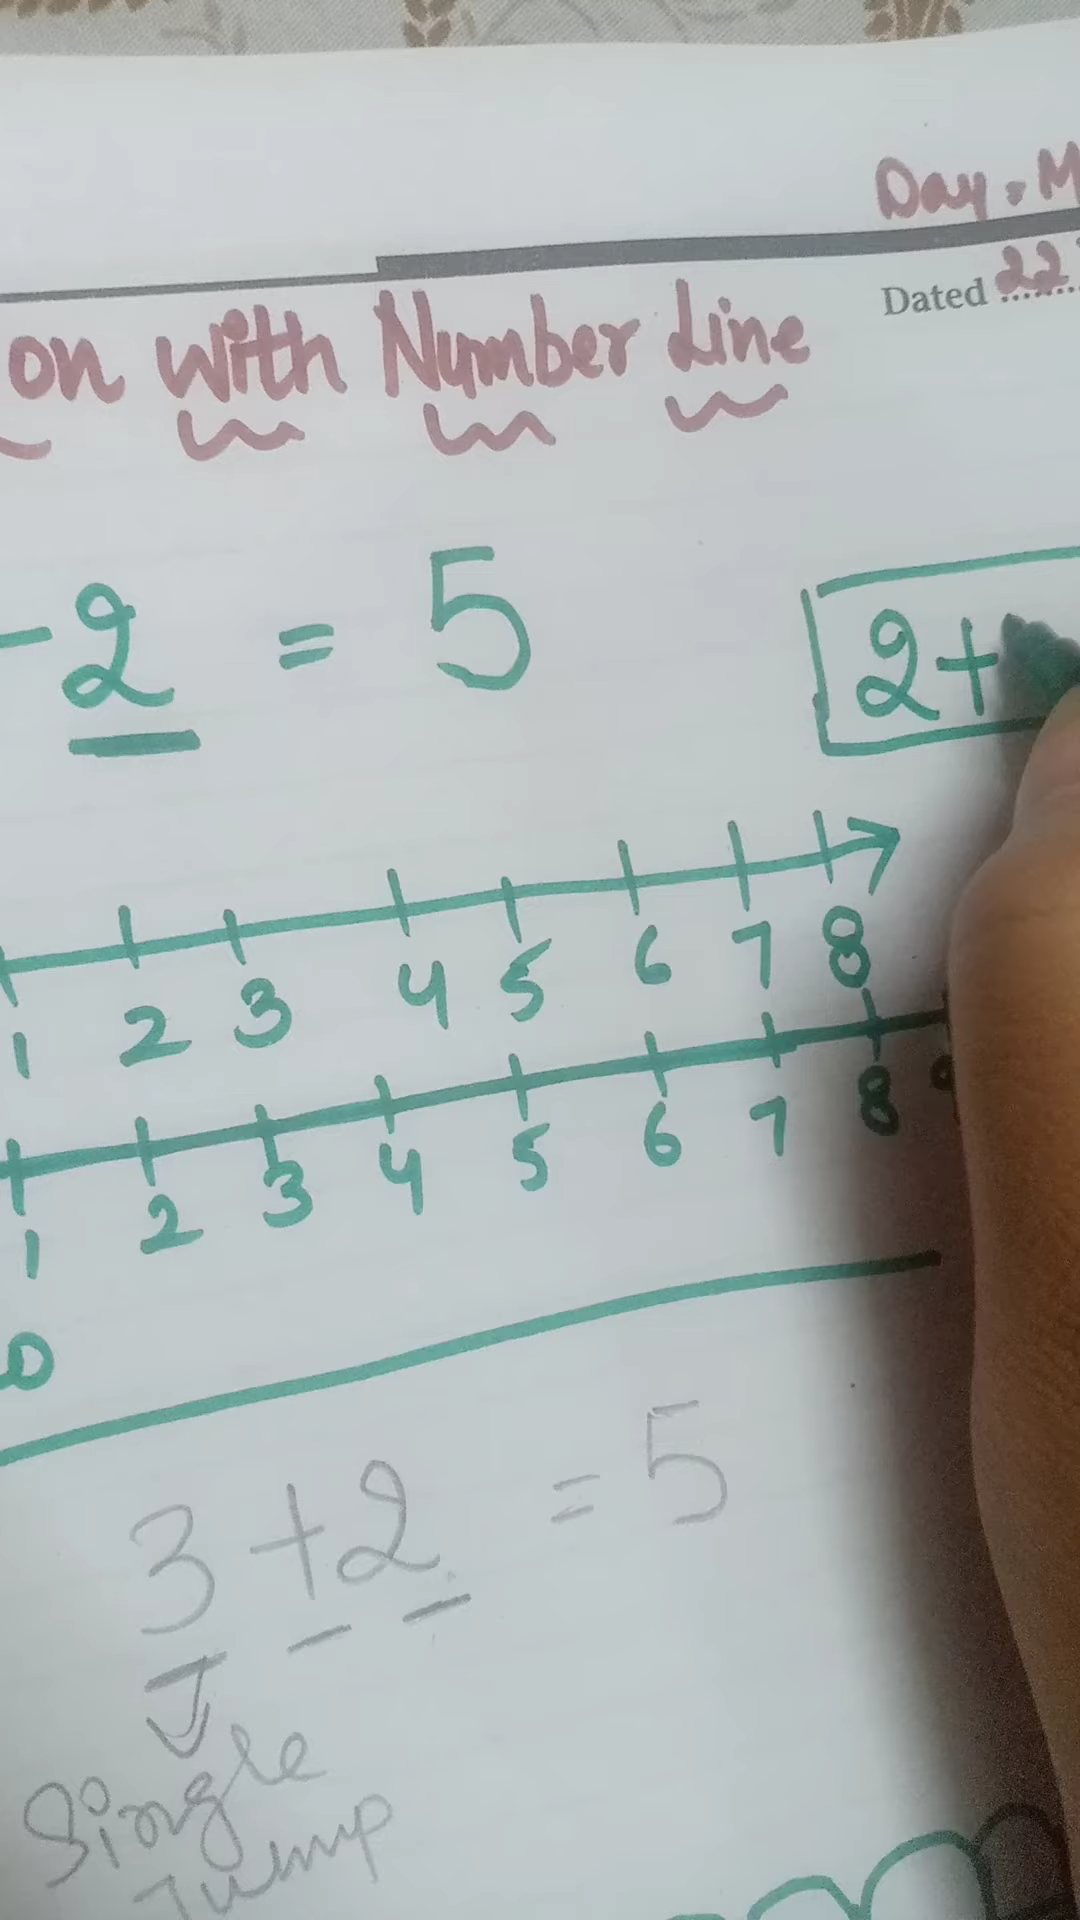 Day: M
Dated 22
on with Number Line
-2 = 5
2+
1 2 3 4 5 6 7 8
1 2 3 4 5 6 7 8
0
3+2 = 5
Single
Jump